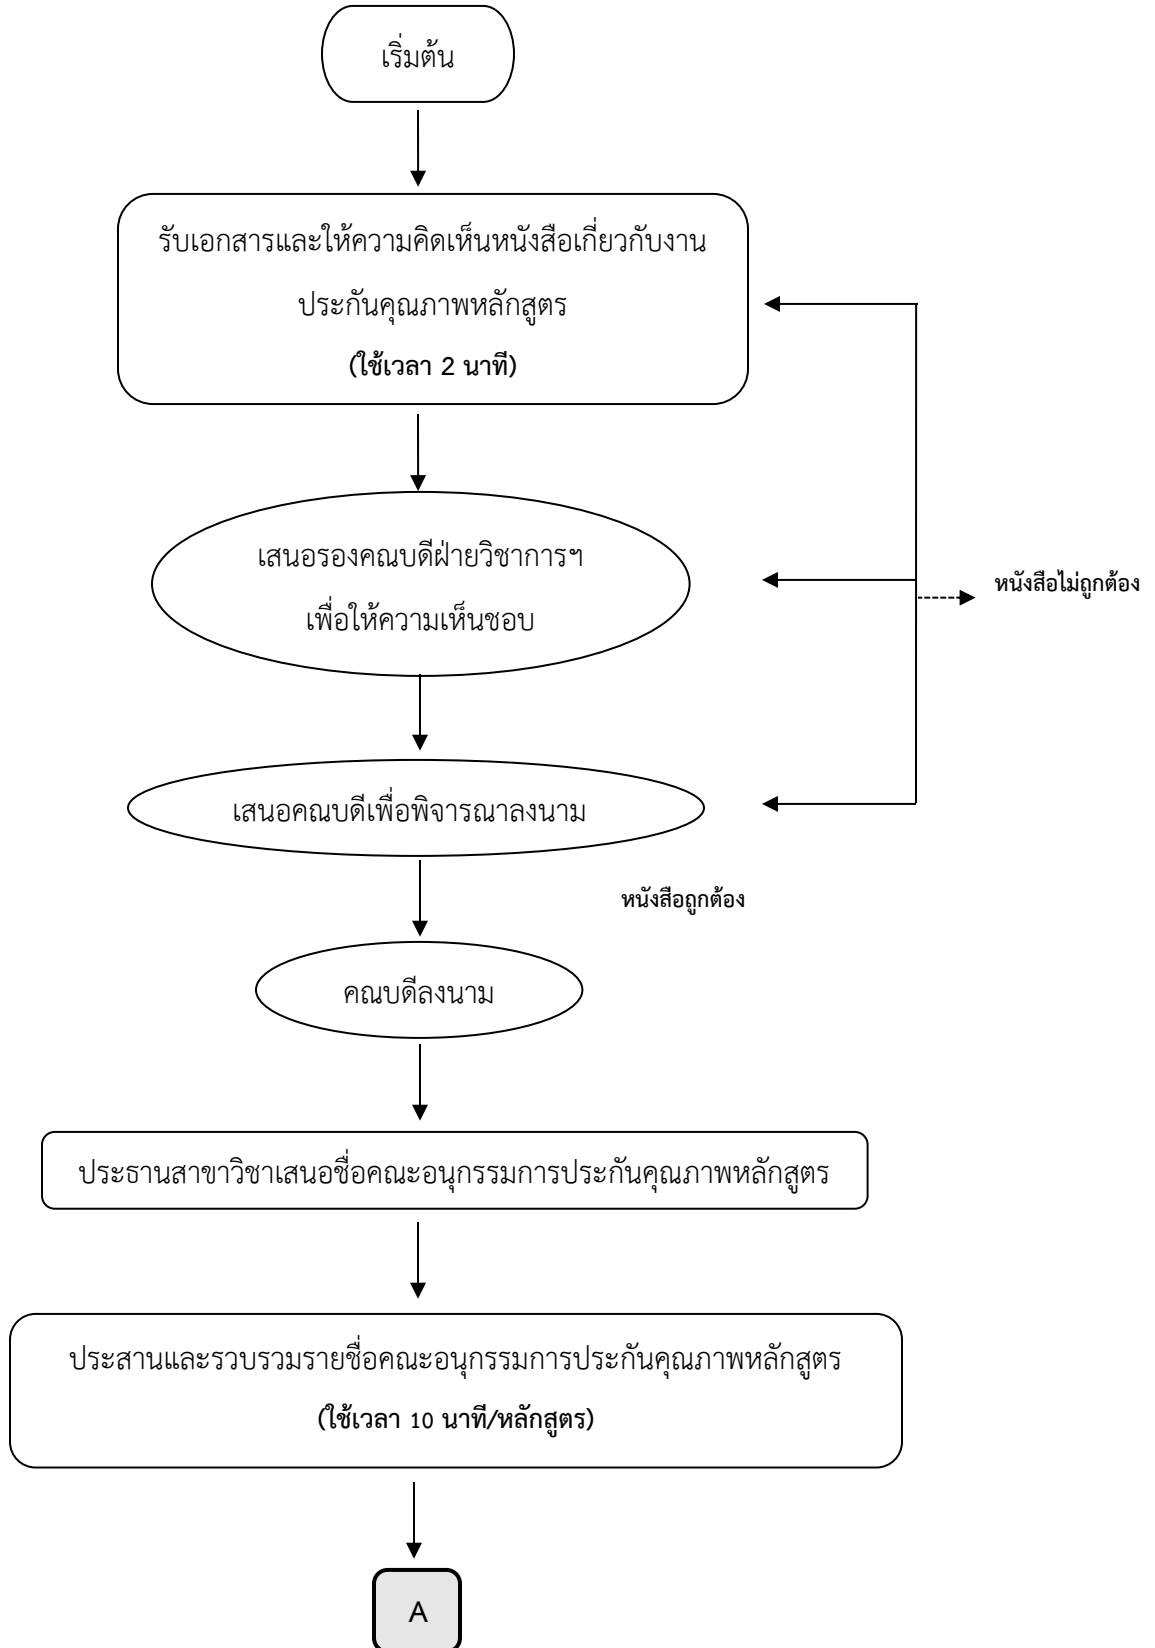 เริ่มต้น
รับเอกสารและให้ความคิดเห็นหนังสือเกี่ยวกับงาน
ประกันคุณภาพหลักสูตร
(ใช้เวลา 2 นาที)
เสนอรองคณบดีฝ่ายวิชาการฯ
เพื่อให้ความเห็นชอบ
หนังสือไม่ถูกต้อง
เสนอคณบดีเพื่อพิจารณาลงนาม
หนังสือถูกต้อง
คณบดีลงนาม
ประธานสาขาวิชาเสนอชื่อคณะอนุกรรมการประกันคุณภาพหลักสูตร
ประสานและรวบรวมรายชื่อคณะอนุกรรมการประกันคุณภาพหลักสูตร
(ใช้เวลา 10 นาที/หลักสูตร)
A